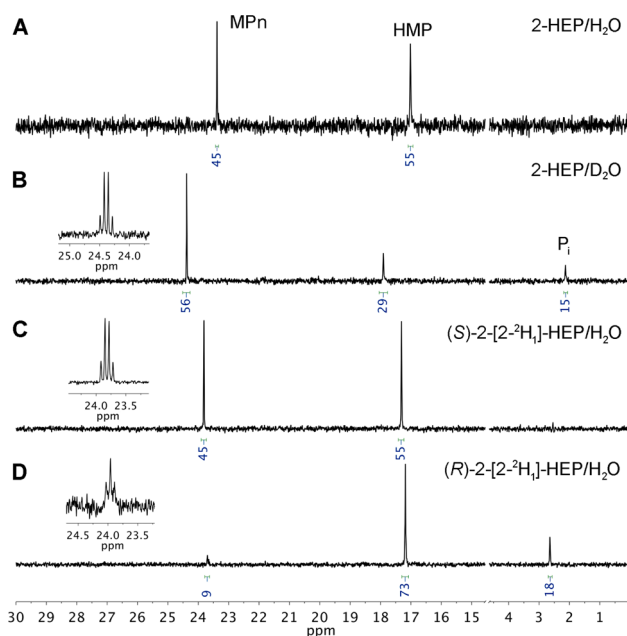 A
MPn
HMP
2-HEP/H₂O
45
55
B
2-HEP/D₂O
Pᵢ
25.0 24.5 24.0
ppm
56
29
15
C
(S)-2-[2-²H₁]-HEP/H₂O
24.0 23.5
ppm
45
55
D
(R)-2-[2-²H₁]-HEP/H₂O
24.5 24.0 23.5
ppm
9
73
18
30 29 28 27 26 25 24 23 22 21 20 19 18 17 16 15 4 3 2 1
ppm